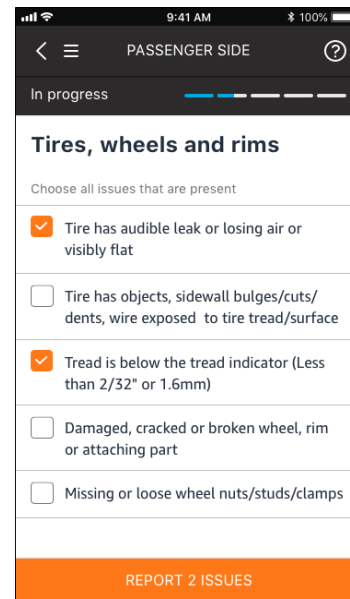 9:41 AM
100%
PASSENGER SIDE
?
In progress
Tires, wheels and rims
Choose all issues that are present
Tire has audible leak or losing air or
visibly flat
Tire has objects, sidewall bulges/cuts/
dents, wire exposed to tire tread/surface
Tread is below the tread indicator (Less
than 2/32" or 1.6mm)
Damaged, cracked or broken wheel, rim
or attaching part
Missing or loose wheel nuts/studs/clamps
REPORT 2 ISSUES